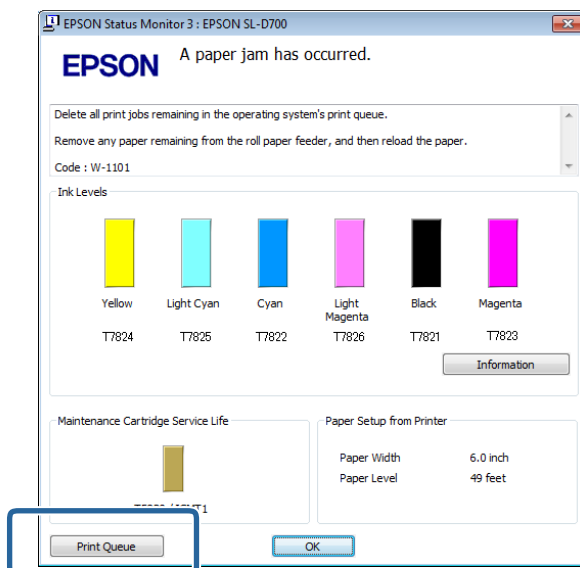 EPSON Status Monitor 3 : EPSON SL-D700
EPSON
A paper jam has occurred.
Delete all print jobs remaining in the operating system's print queue.
Remove any paper remaining from the roll paper feeder, and then reload the paper.
Code : W-1101
Ink Levels
Yellow Light Cyan Cyan Light Magenta Black Magenta
T7824 T7825 T7822 T7826 T7821 T7823
Information
Maintenance Cartridge Service Life
Paper Setup from Printer
Paper Width 6.0 inch
Paper Level 49 feet
Print Queue
OK